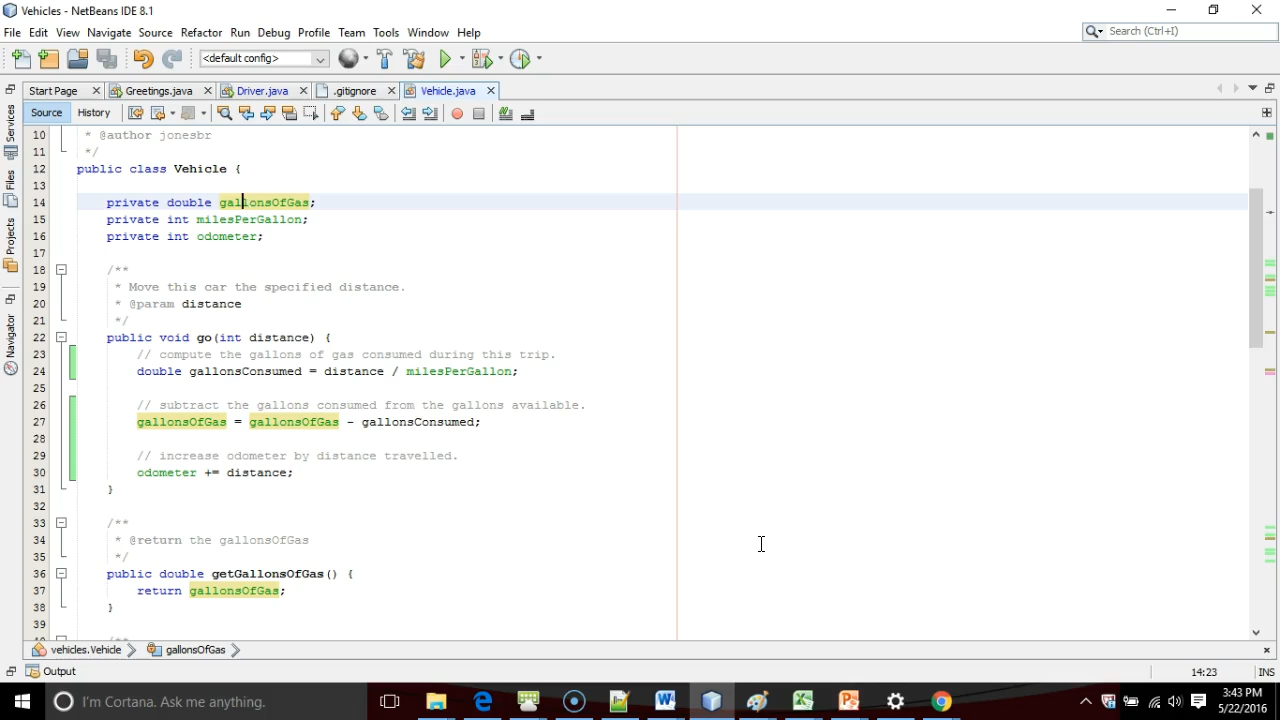 Vehicles - NetBeans IDE 8.1
File Edit View Navigate Source Refactor Run Debug Profile Team Tools Window Help
Search (Ctrl+I)
<default config>
Start Page Greetings.java Driver.java .gitignore Vehicle.java
Source History
Services
Files
Projects
Navigator
10 * @author jonesbr
11 */
12 public class Vehicle {
13
14 private double gallonsOfGas;
15 private int milesPerGallon;
16 private int odometer;
17
18 /**
19 * Move this car the specified distance.
20 * @param distance
21 */
22 public void go(int distance) {
23 // compute the gallons of gas consumed during this trip.
24 double gallonsConsumed = distance / milesPerGallon;
25
26 // subtract the gallons consumed from the gallons available.
27 gallonsOfGas = gallonsOfGas - gallonsConsumed;
28
29 // increase odometer by distance travelled.
30 odometer += distance;
31 }
32
33 /**
34 * @return the gallonsOfGas
35 */
36 public double getGallonsOfGas() {
37 return gallonsOfGas;
38 }
39
/**
vehicles.Vehicle gallonsOfGas
Output
14:23 INS
I'm Cortana. Ask me anything.
3:43 PM
5/22/2016